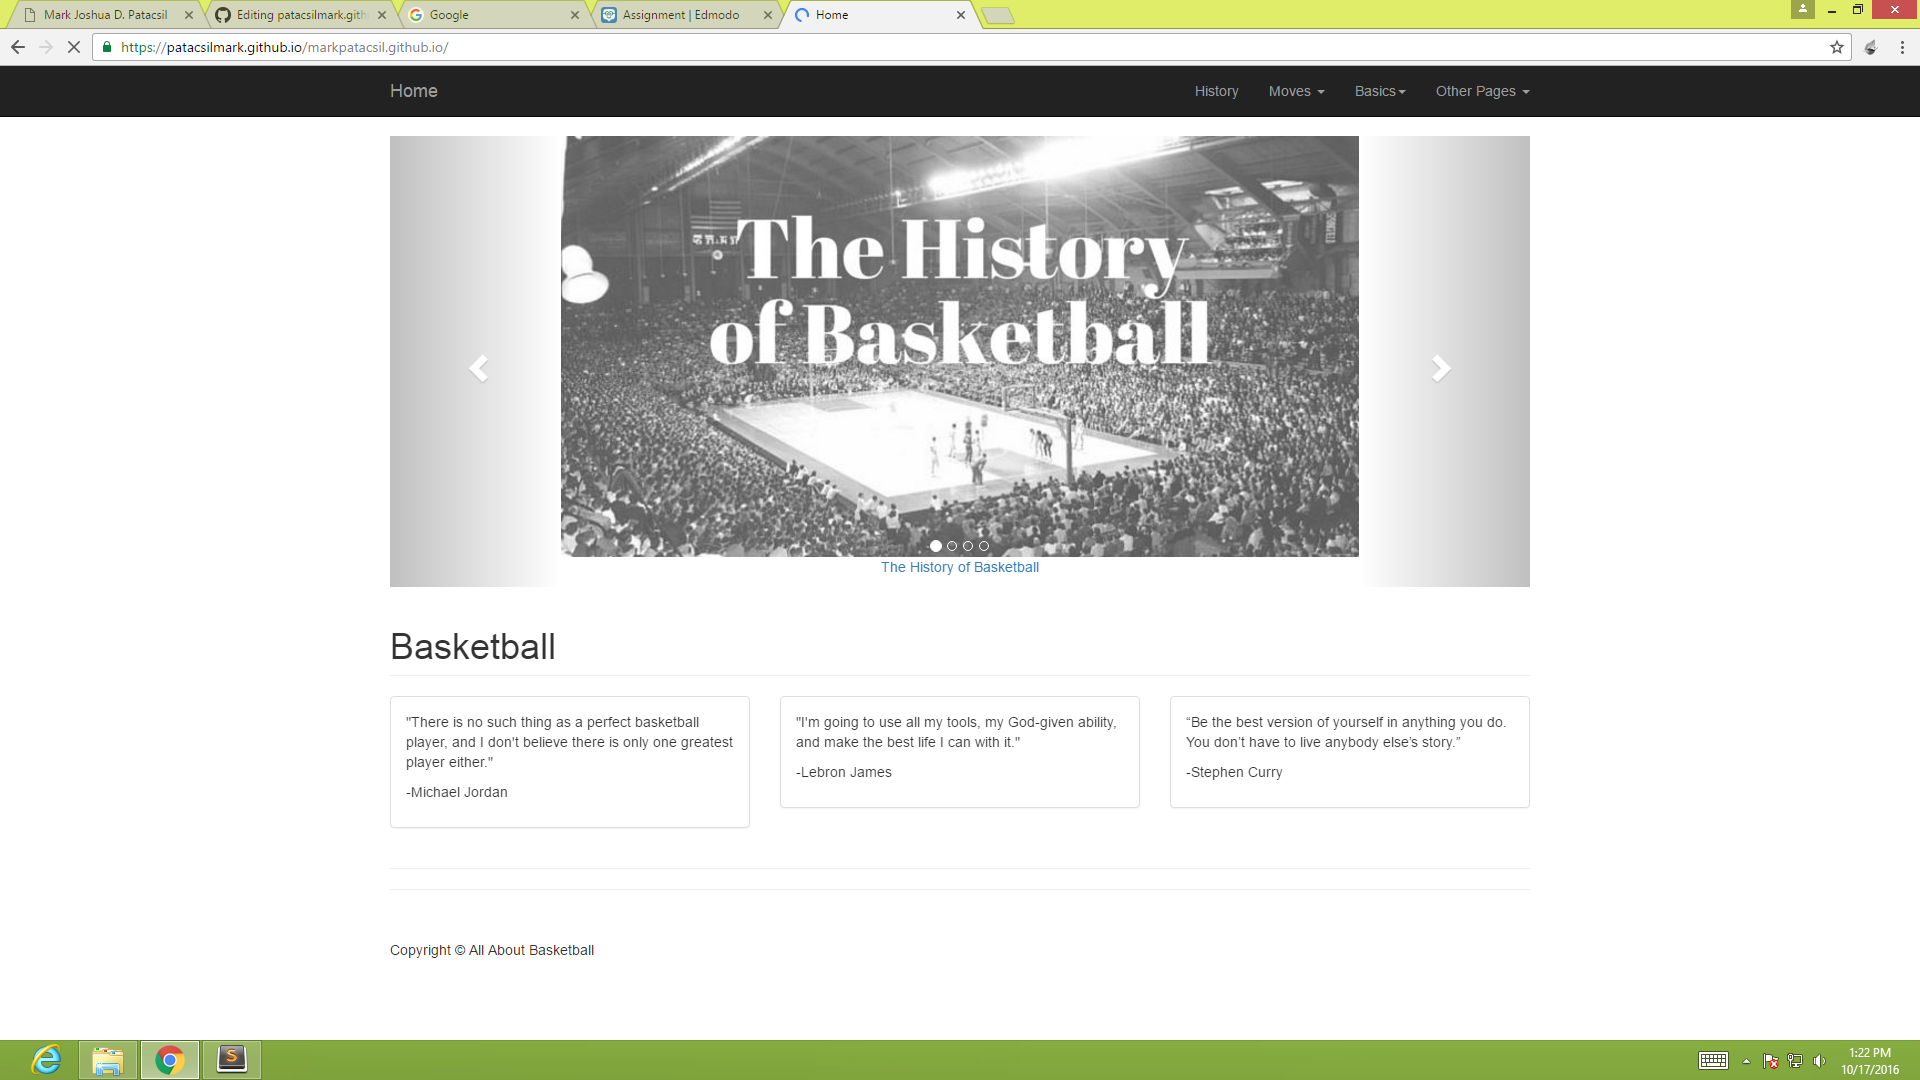 Mark Joshua D. Patacsil
Editing patacsilmark.gith
Google
Assignment | Edmodo
Home
https://patacsilmark.github.io/markpatacsil.github.io/
Home
History
Moves
Basics
Other Pages
The History
of Basketball
The History of Basketball
Basketball
"There is no such thing as a perfect basketball
player, and I don't believe there is only one greatest
player either."
-Michael Jordan
"I'm going to use all my tools, my God-given ability,
and make the best life I can with it."
-Lebron James
“Be the best version of yourself in anything you do.
You don’t have to live anybody else’s story.”
-Stephen Curry
Copyright © All About Basketball
1:22 PM
10/17/2016